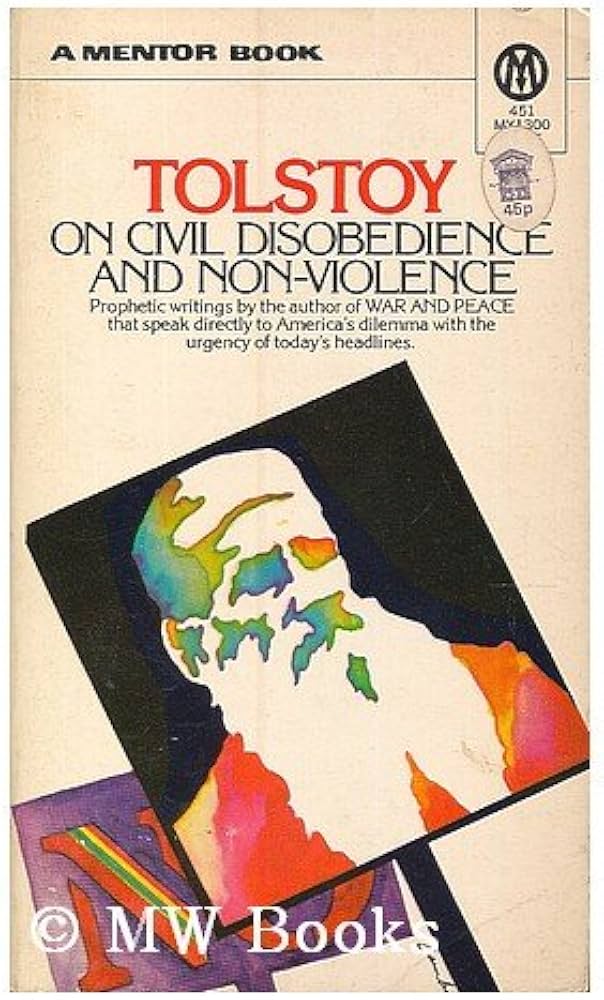 A MENTOR BOOK
451
TOLSTOY
45p
ON CIVIL DISOBEDIENCE
AND NON-VIOLENCE
Prophetic writings by the author of WAR AND PEACE
that speak directly to America's dilemma with the
urgency of today's headlines.
NO
© MW Books